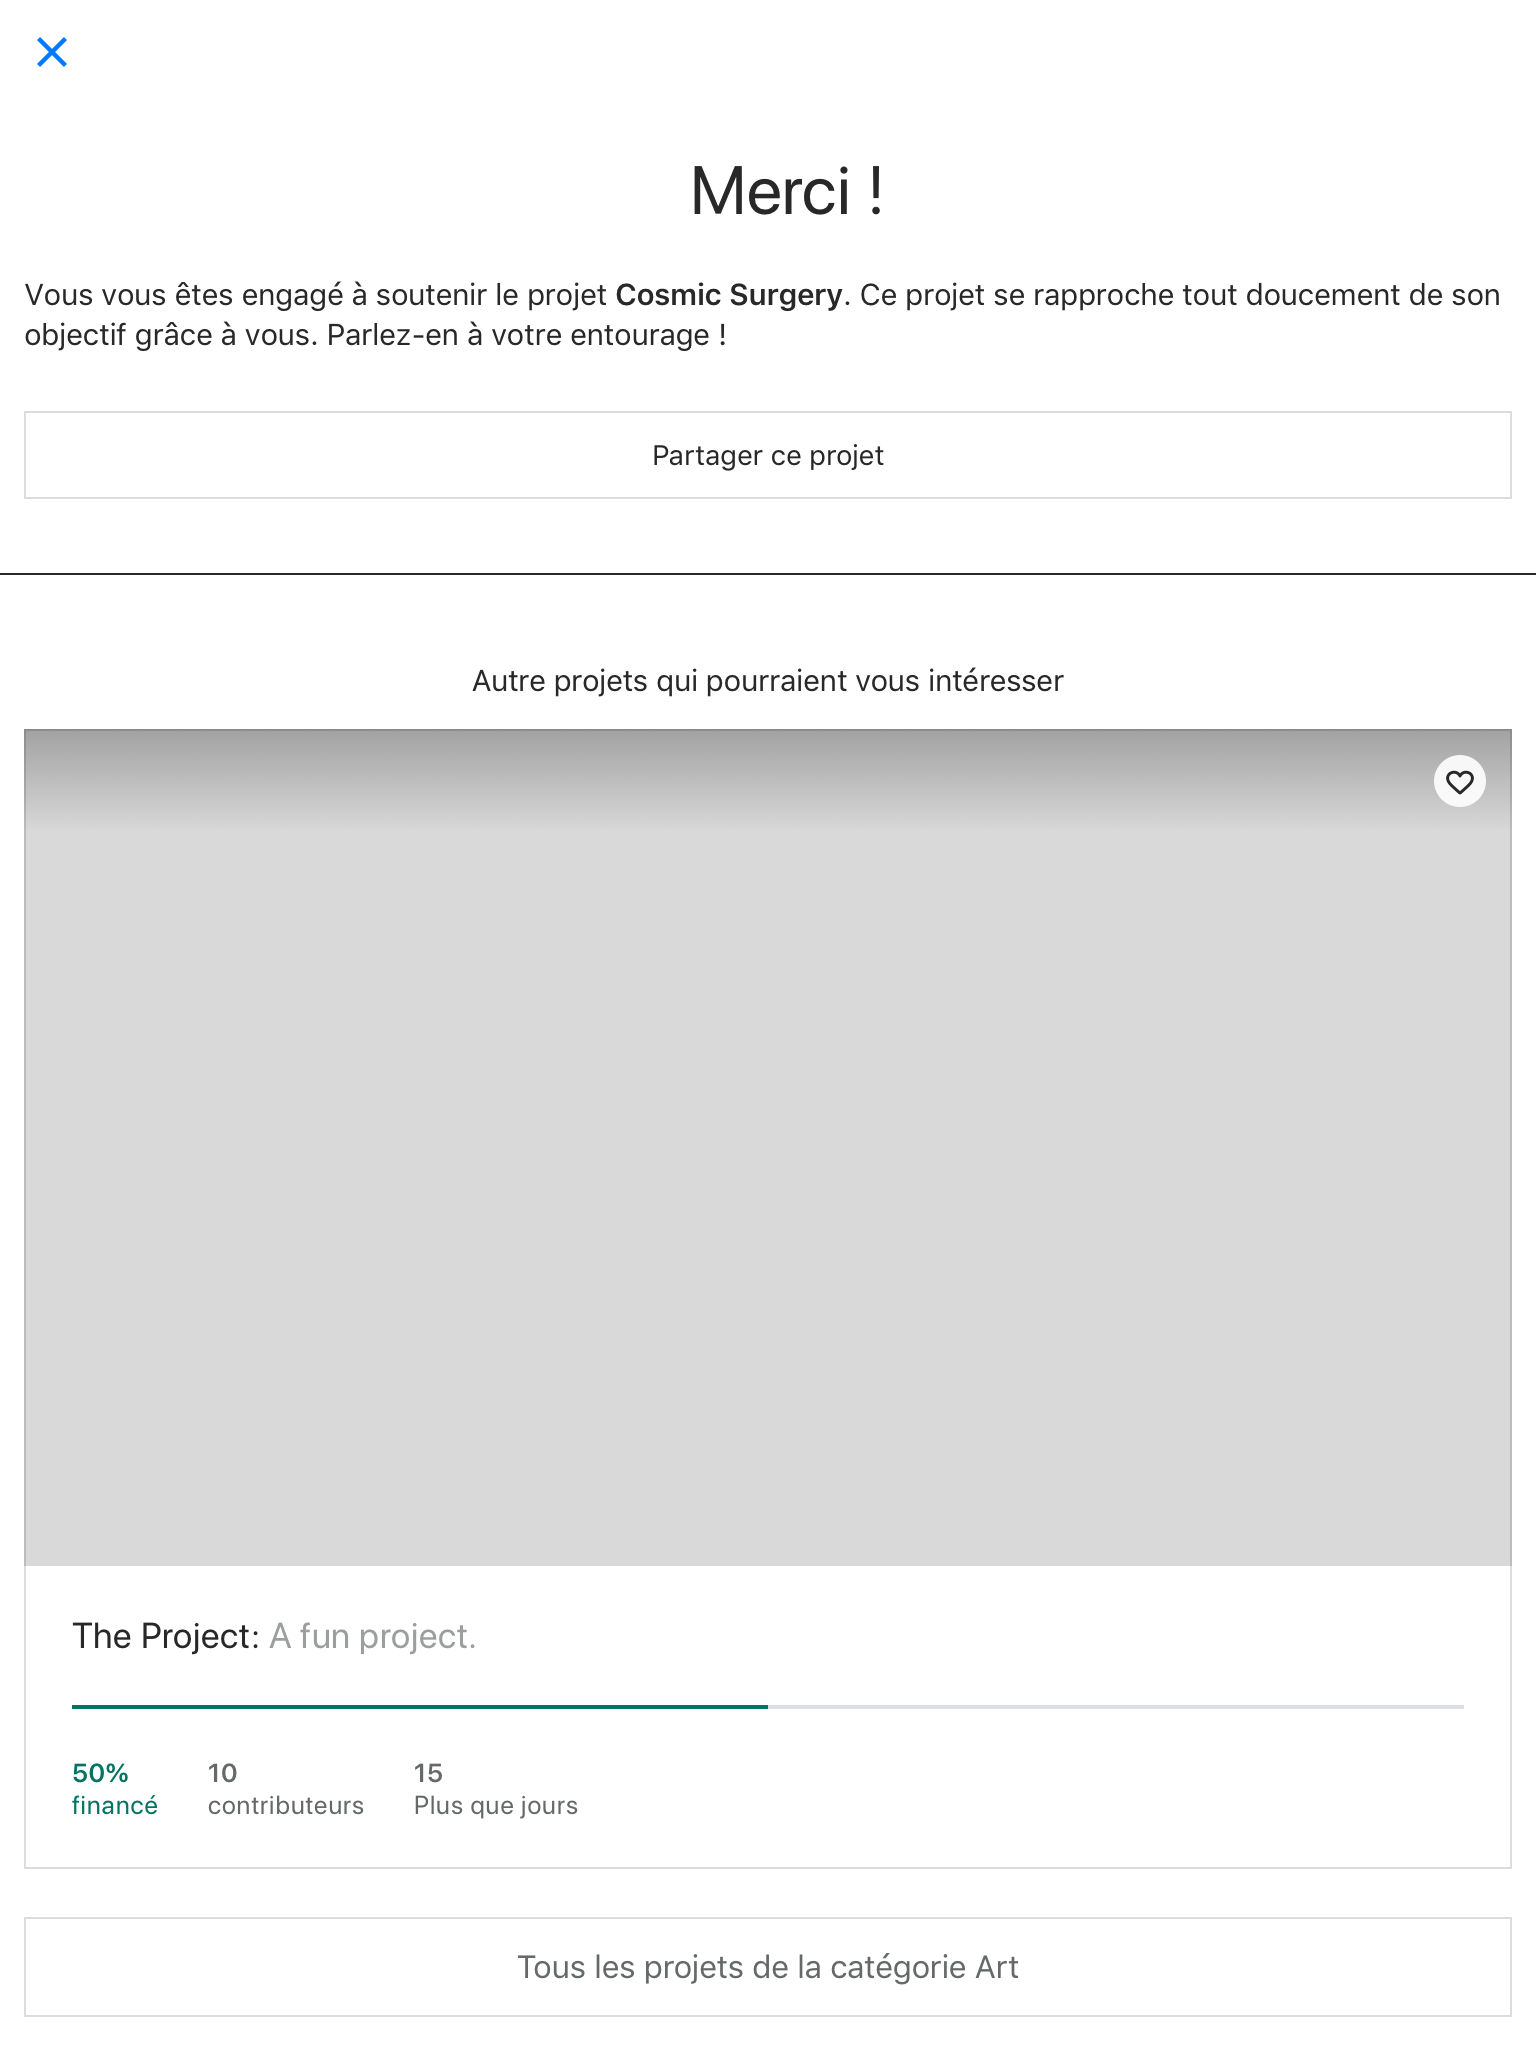 Merci !
Vous vous êtes engagé à soutenir le projet Cosmic Surgery. Ce projet se rapproche tout doucement de son
objectif grâce à vous. Parlez-en à votre entourage !
Partager ce projet
Autre projets qui pourraient vous intéresser
The Project: A fun project.
50% 10 15
financé contributeurs Plus que jours
Tous les projets de la catégorie Art